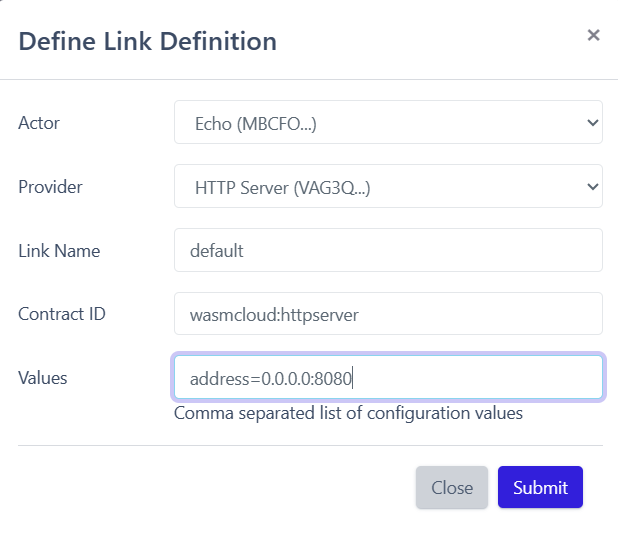 Define Link Definition ×
Actor Echo (MBCFO...)
Provider HTTP Server (VAG3Q...)
Link Name default
Contract ID wasmcloud:httpserver
Values address=0.0.0.0:8080
Comma separated list of configuration values
Close Submit